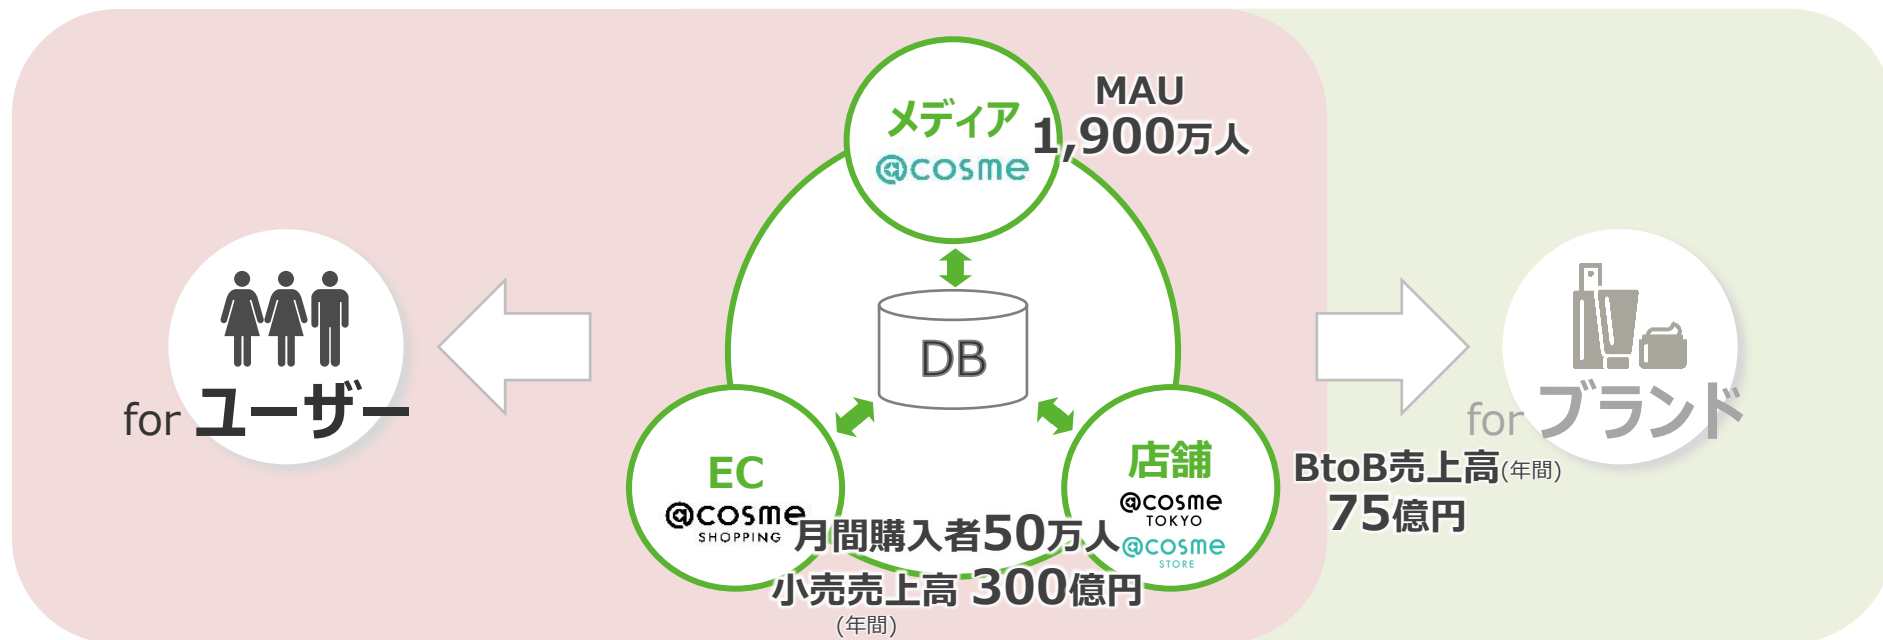 メディア
@cosme
MAU
1,900万人
DB
for ユーザー
for ブランド
EC
@cosme
SHOPPING
店舗
@cosme
TOKYO
@cosme
STORE
月間購入者50万人
小売売上高 300億円
(年間)
BtoB売上高(年間)
75億円